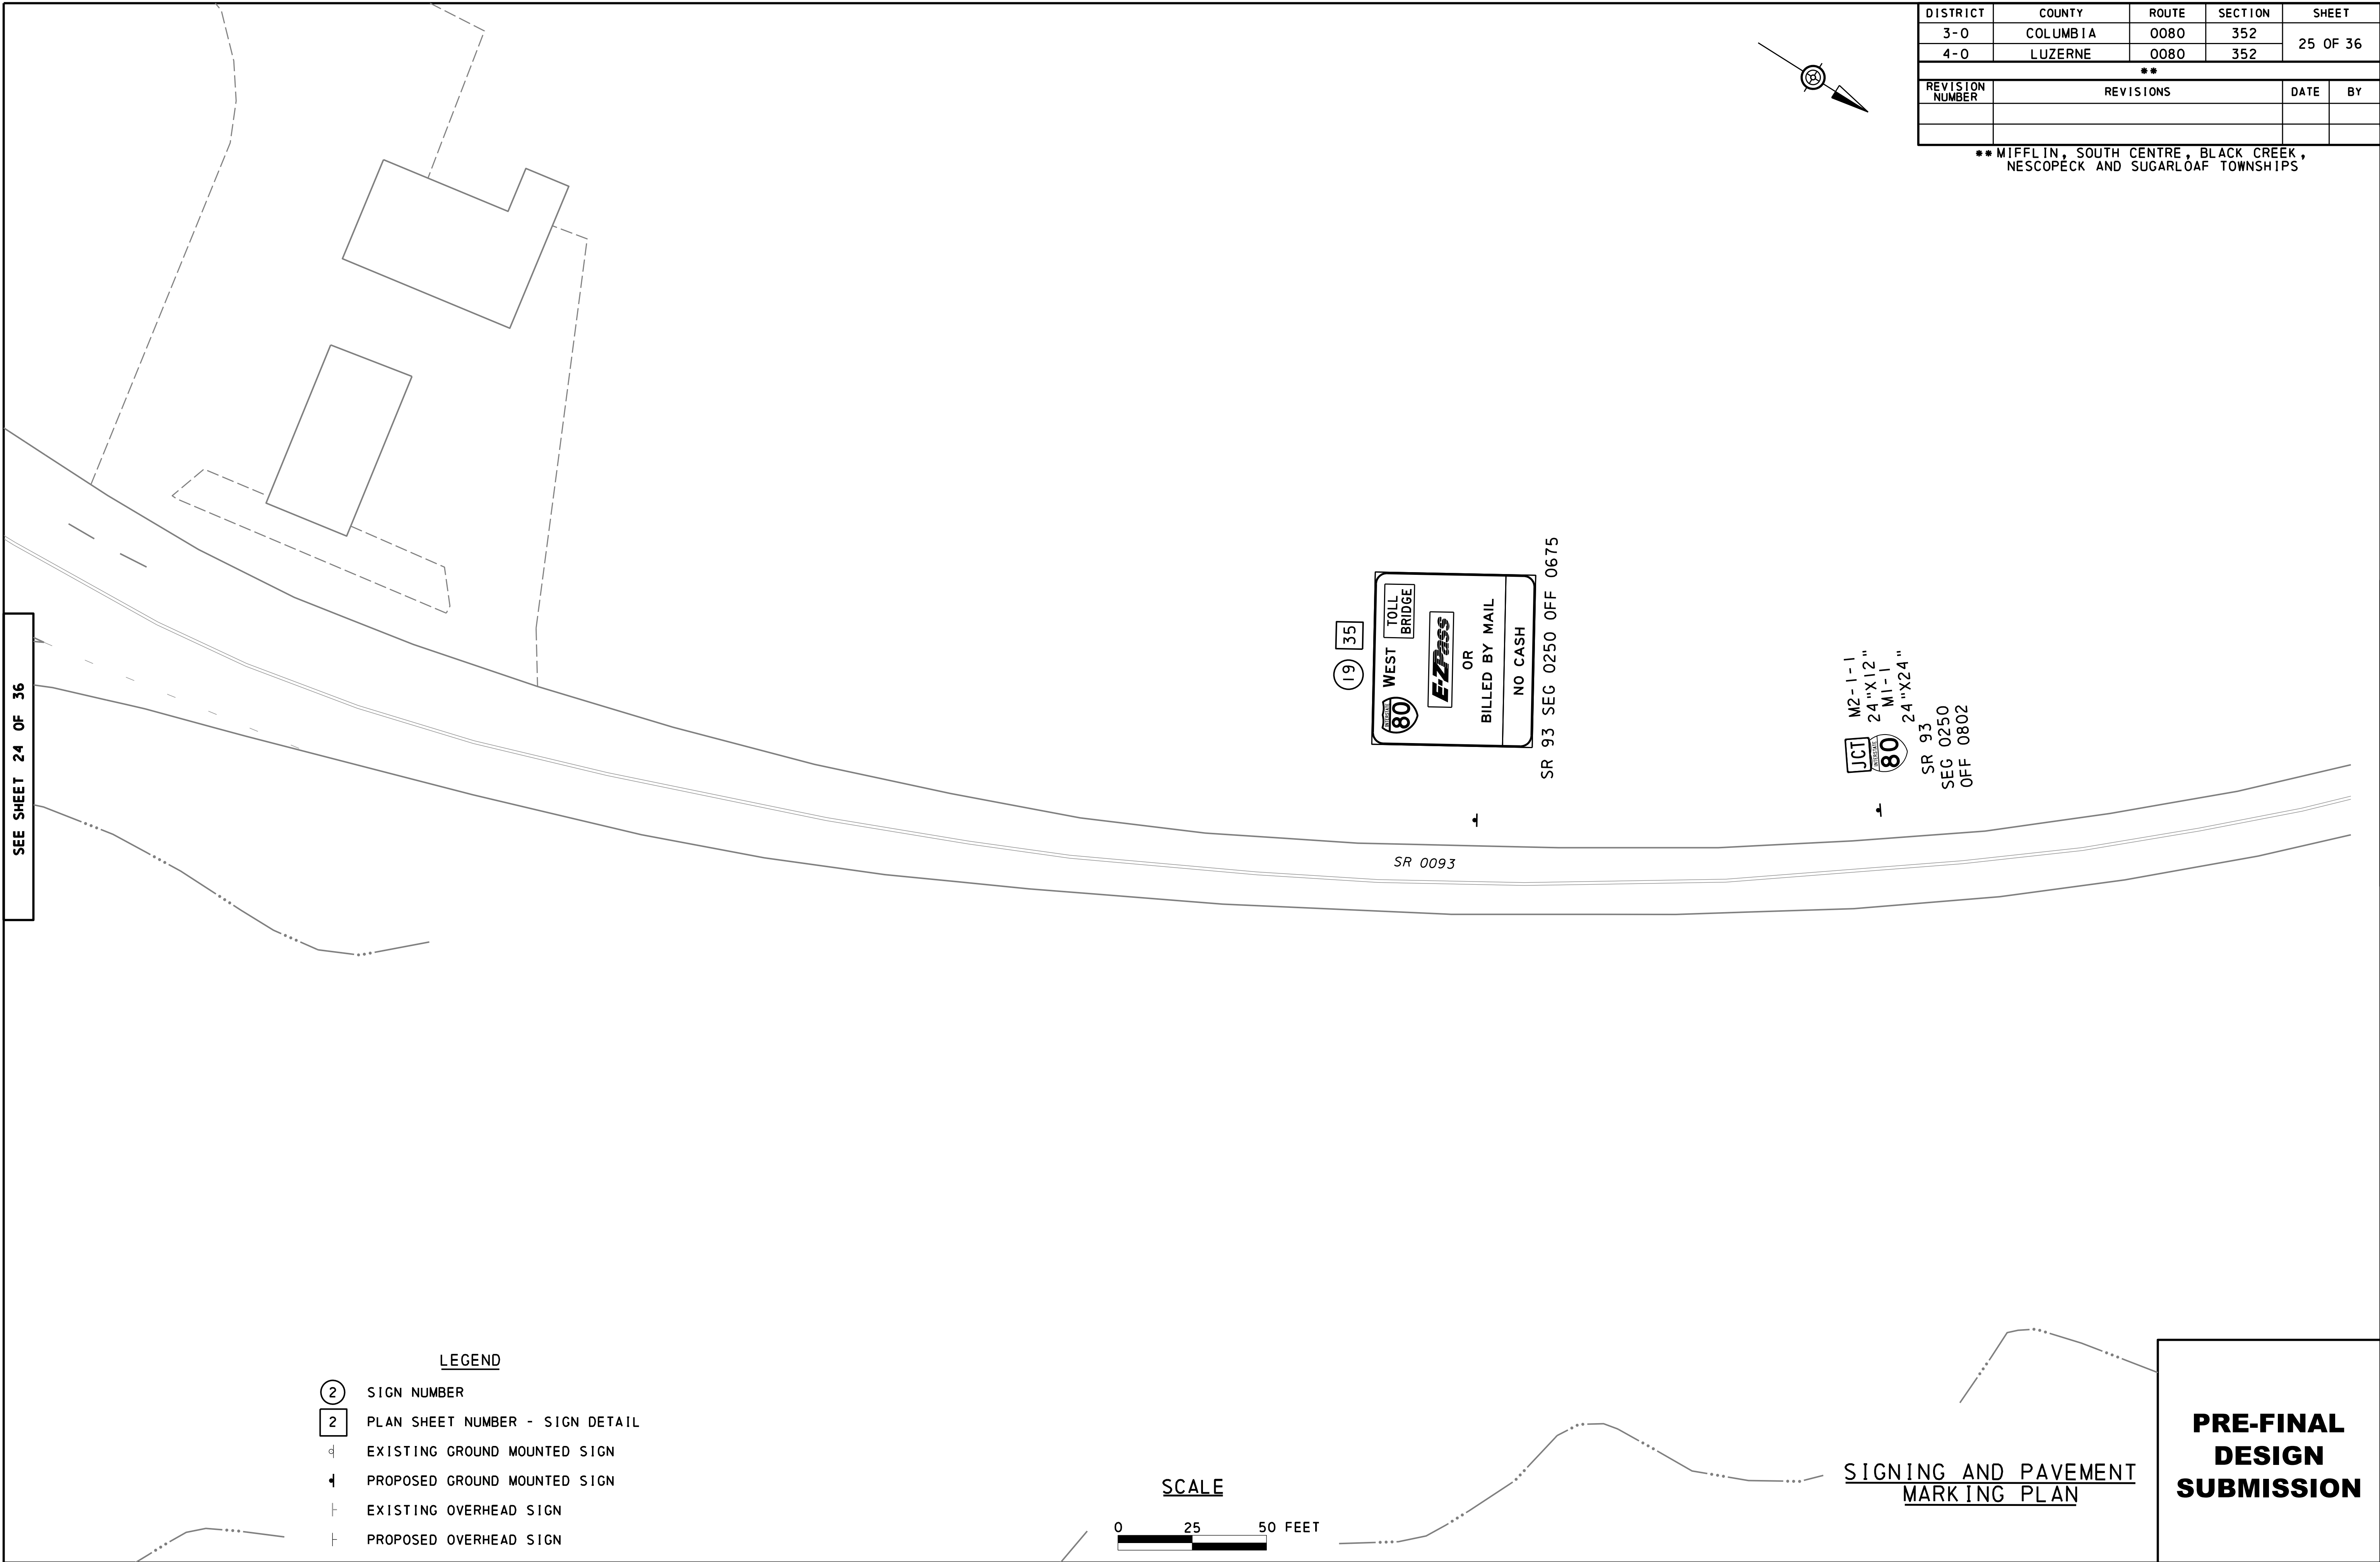 DISTRICT COUNTY ROUTE SECTION SHEET
3-0 COLUMBIA 0080 352 25 OF 36
4-0 LUZERNE 0080 352
**
REVISION NUMBER REVISIONS DATE BY
** MIFFLIN, SOUTH CENTRE, BLACK CREEK,
NESCOPECK AND SUGARLOAF TOWNSHIPS
SEE SHEET 24 OF 36
19 35
INTERSTATE 80 WEST TOLL BRIDGE
E-ZPass
OR
BILLED BY MAIL
NO CASH
SR 93 SEG 0250 OFF 0675
JCT
INTERSTATE
80
M2-1-1
24"X12"
M1-1
24"X24"
SR 93
SEG 0250
OFF 0802
SR 0093
LEGEND
2 SIGN NUMBER
2 PLAN SHEET NUMBER - SIGN DETAIL
EXISTING GROUND MOUNTED SIGN
PROPOSED GROUND MOUNTED SIGN
EXISTING OVERHEAD SIGN
PROPOSED OVERHEAD SIGN
SCALE
0 25 50 FEET
SIGNING AND PAVEMENT
MARKING PLAN
PRE-FINAL
DESIGN
SUBMISSION